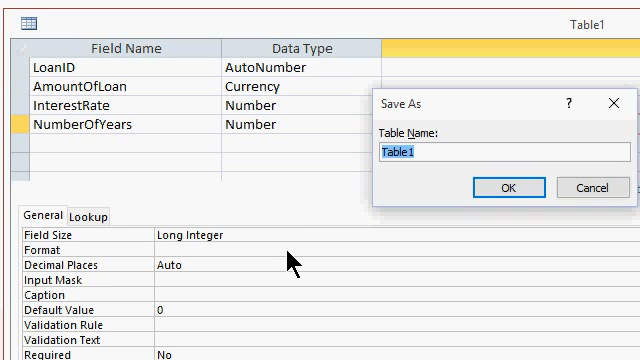 Table1
Field Name Data Type
LoanID AutoNumber
AmountOfLoan Currency
InterestRate Number
NumberOfYears Number
Save As ?
Table Name:
Table1
OK Cancel
General Lookup
Field Size Long Integer
Format
Decimal Places Auto
Input Mask
Caption
Default Value 0
Validation Rule
Validation Text
Required No